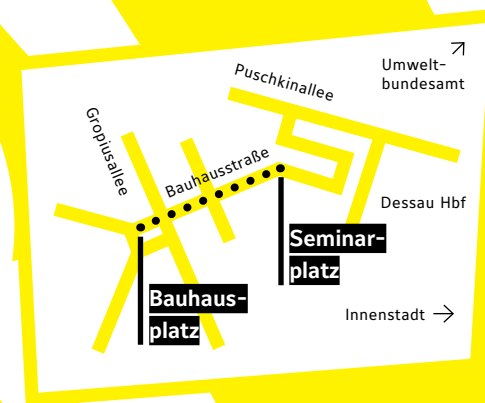 Umwelt-
bundesamt
Puschkinallee
Gropiusallee
Bauhausstraße
Dessau Hbf
Seminar-
platz
Bauhaus-
platz
Innenstadt